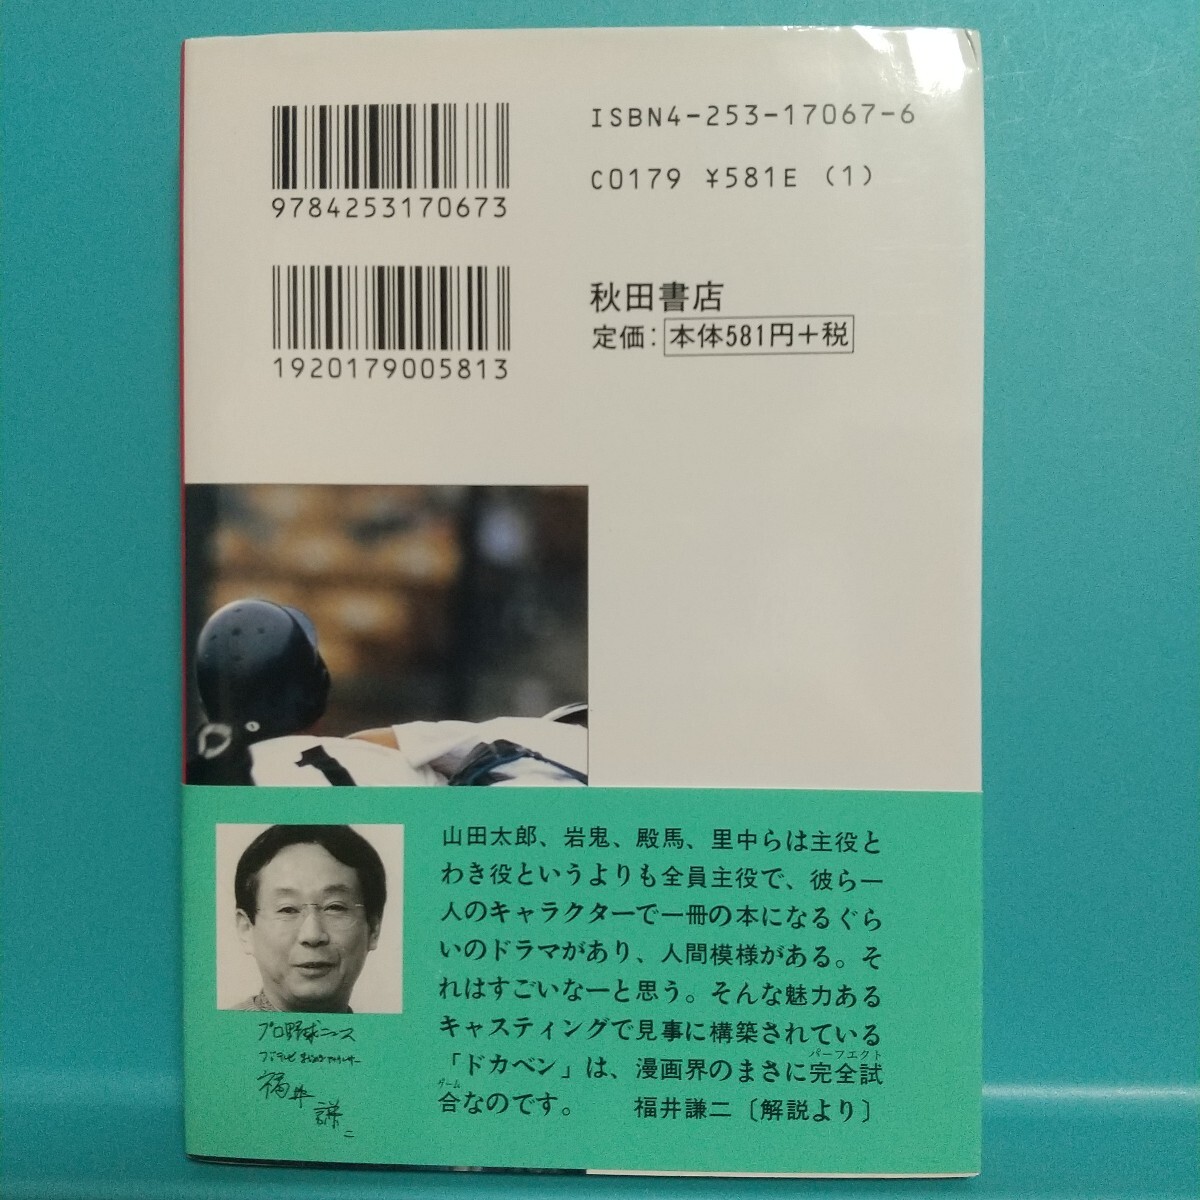 ISBN4-253-17067-6
C0179 ¥581E (1)
9784253170673
1920179005813
秋田書店
定価：本体581円+税
山田太郎、岩鬼、殿馬、里中らは主役と
わき役というよりも全員主役で、彼ら一
人のキャラクターで一冊の本になるぐら
いのドラマがあり、人間模様がある。そ
れはすごいなーと思う。そんな魅力ある
キャスティングで見事に構築されている
パーフェクト
「ドカベン」は、漫画界のまさに完全試
ゲーム
合なのです。 福井謙二〔解説より〕
プロ野球ニュース
福井
謙二